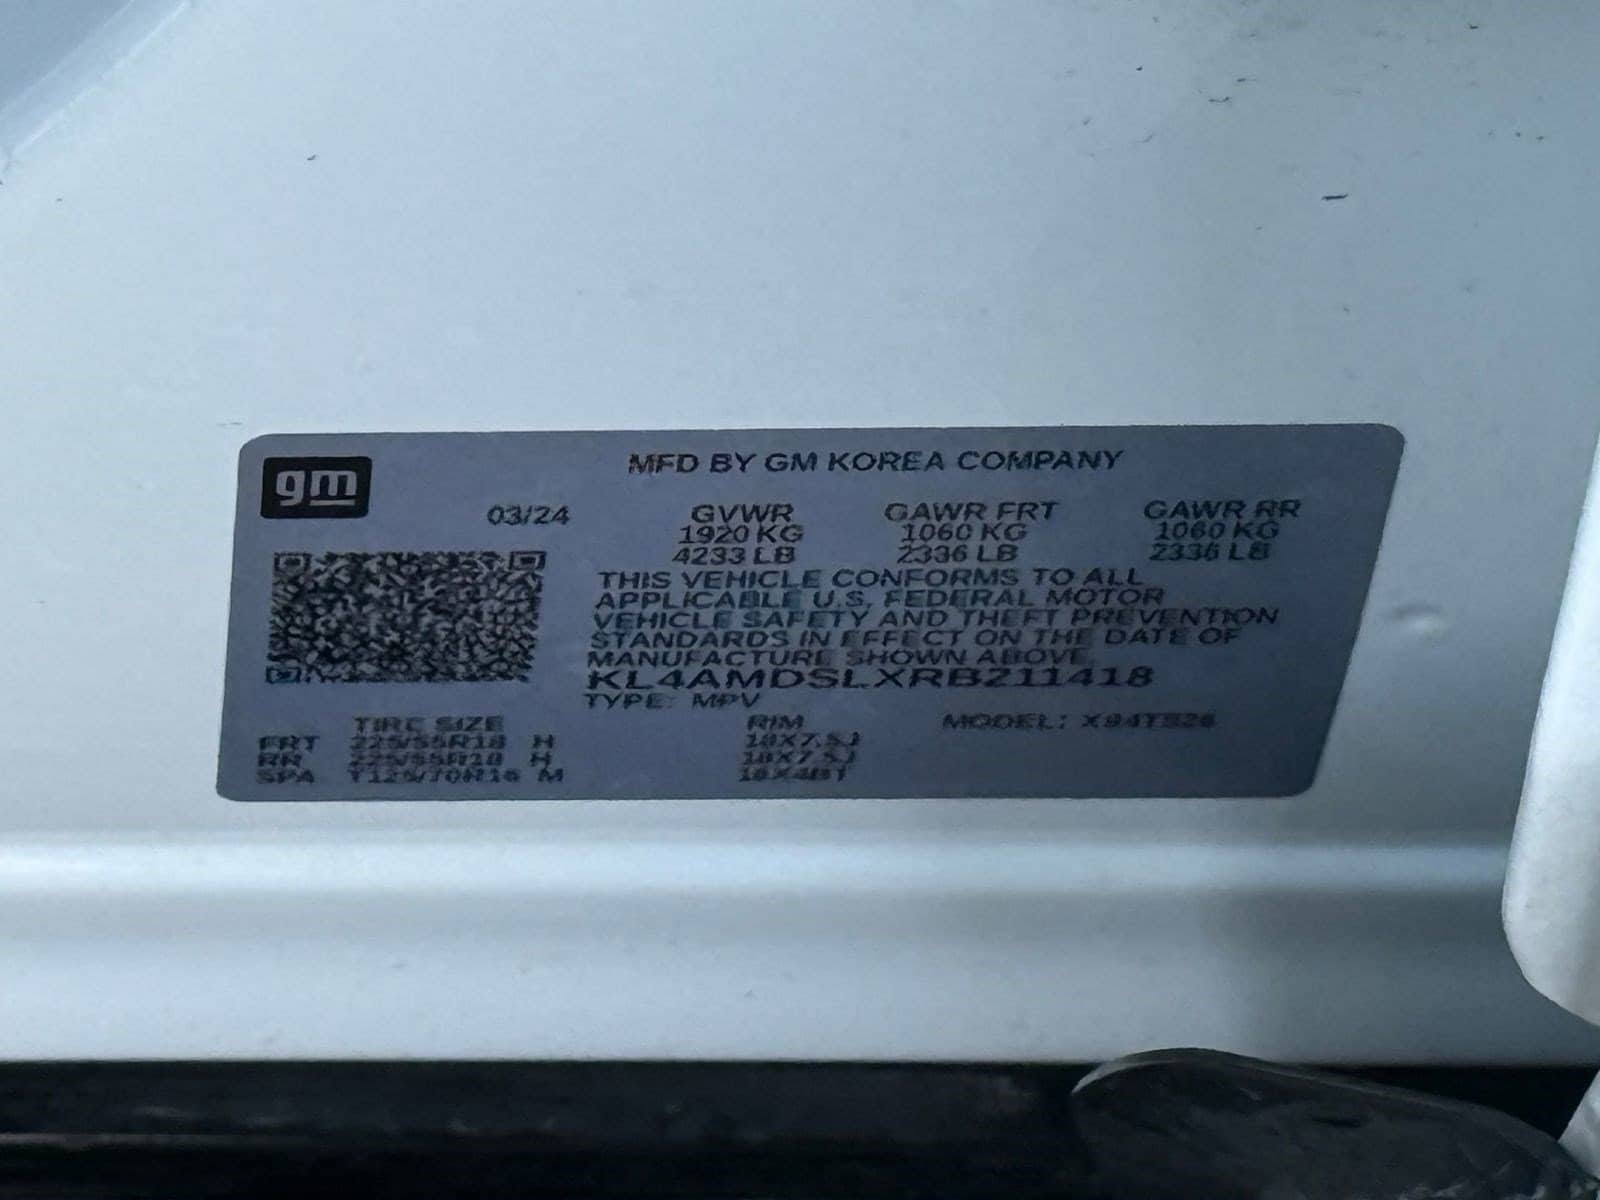 gm
MFD BY GM KOREA COMPANY
03/24 GVWR GAWR FRT GAWR RR
1920 KG 1060 KG 1060 KG
4233 LB 2336 LB 2336 LB
THIS VEHICLE CONFORMS TO ALL
APPLICABLE U.S. FEDERAL MOTOR
VEHICLE SAFETY AND THEFT PREVENTION
STANDARDS IN EFFECT ON THE DATE OF
MANUFACTURE SHOWN ABOVE.
KL4AMDSLXRB211418
TYPE: MPV
TIRE SIZE RIM MODEL:
FRT 225/55R18 H 18X7.5J
RR 225/55R18 H 18X7.5J
SPA T125/70R16 M